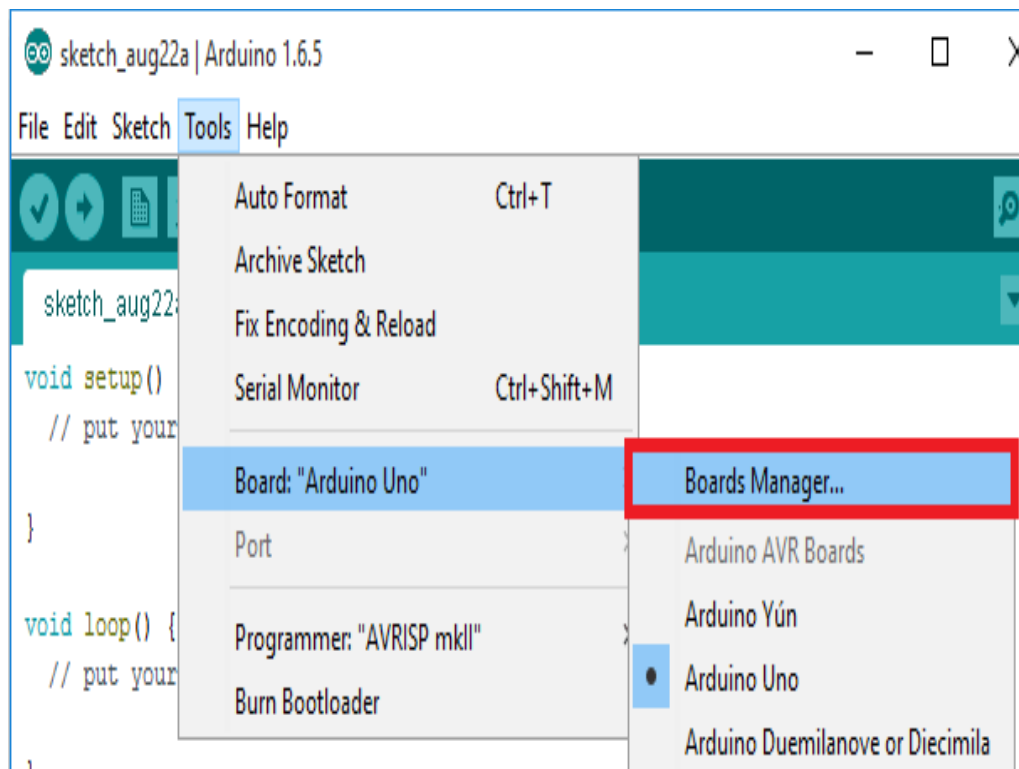 sketch_aug22a | Arduino 1.6.5
File Edit Sketch Tools Help
sketch_aug22a
void setup()
// put your
}
void loop() {
// put your
}
Auto Format Ctrl+T
Archive Sketch
Fix Encoding & Reload
Serial Monitor Ctrl+Shift+M
Board: "Arduino Uno"
Port
Programmer: "AVRISP mkII"
Burn Bootloader
Boards Manager...
Arduino AVR Boards
Arduino Yún
Arduino Uno
Arduino Duemilanove or Diecimila